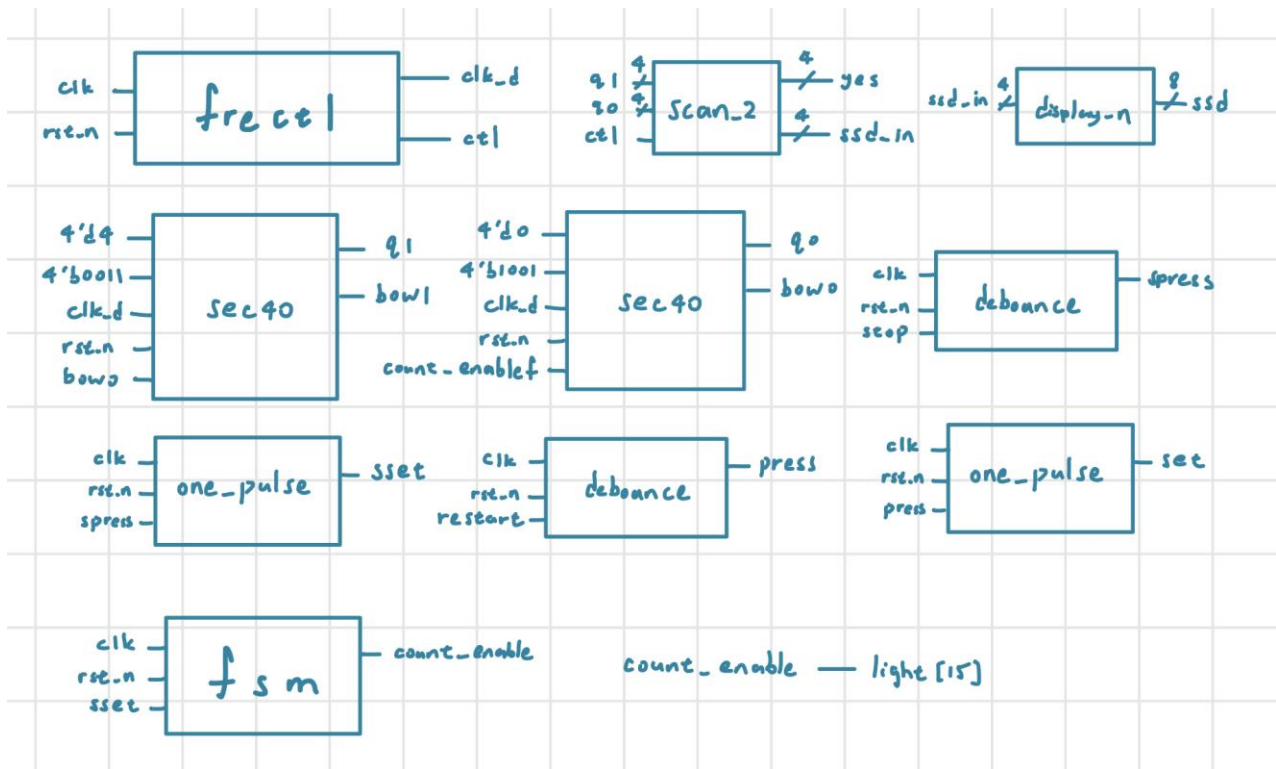 clk
rst_n
frectl
clk_d
ctl
q1
4
q0
4
ctl
scan_2
4
yes
4
ssd_in
ssd_in
4
display_n
8
ssd
4'd4
4'b0011
clk_d
rst_n
bow0
sec40
q1
bow1
4'd0
4'b1001
clk_d
rst_n
count_enablef
sec40
q0
bow0
clk
rst_n
stop
debounce
spress
clk
rst_n
spress
one_pulse
sset
clk
rst_n
restart
debounce
press
clk
rst_n
press
one_pulse
set
clk
rst_n
sset
fsm
count_enable
count_enable — light [15]